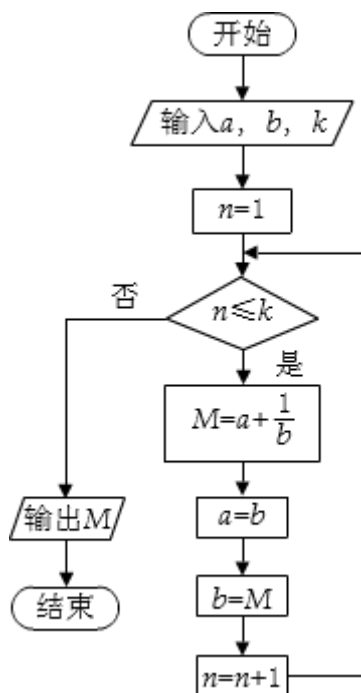 开始
输入a，b，k
n=1
n≤k
否
是
M=a+1/b
a=b
输出M
b=M
结束
n=n+1